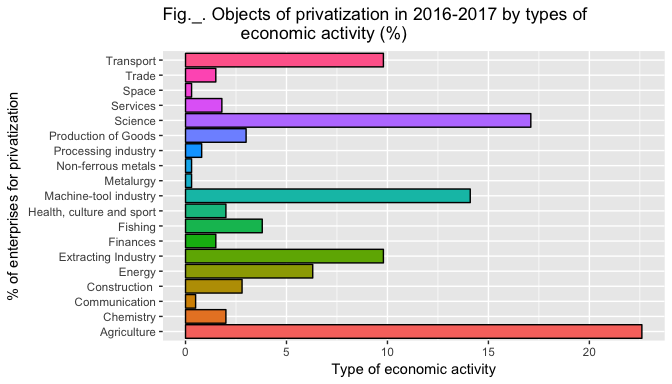 Fig._. Objects of privatization in 2016-2017 by types of
economic activity (%)
% of enterprises for privatization
Transport
Trade
Space
Services
Science
Production of Goods
Processing industry
Non-ferrous metals
Metalurgy
Machine-tool industry
Health, culture and sport
Fishing
Finances
Extracting Industry
Energy
Construction
Communication
Chemistry
Agriculture
0 5 10 15 20
Type of economic activity